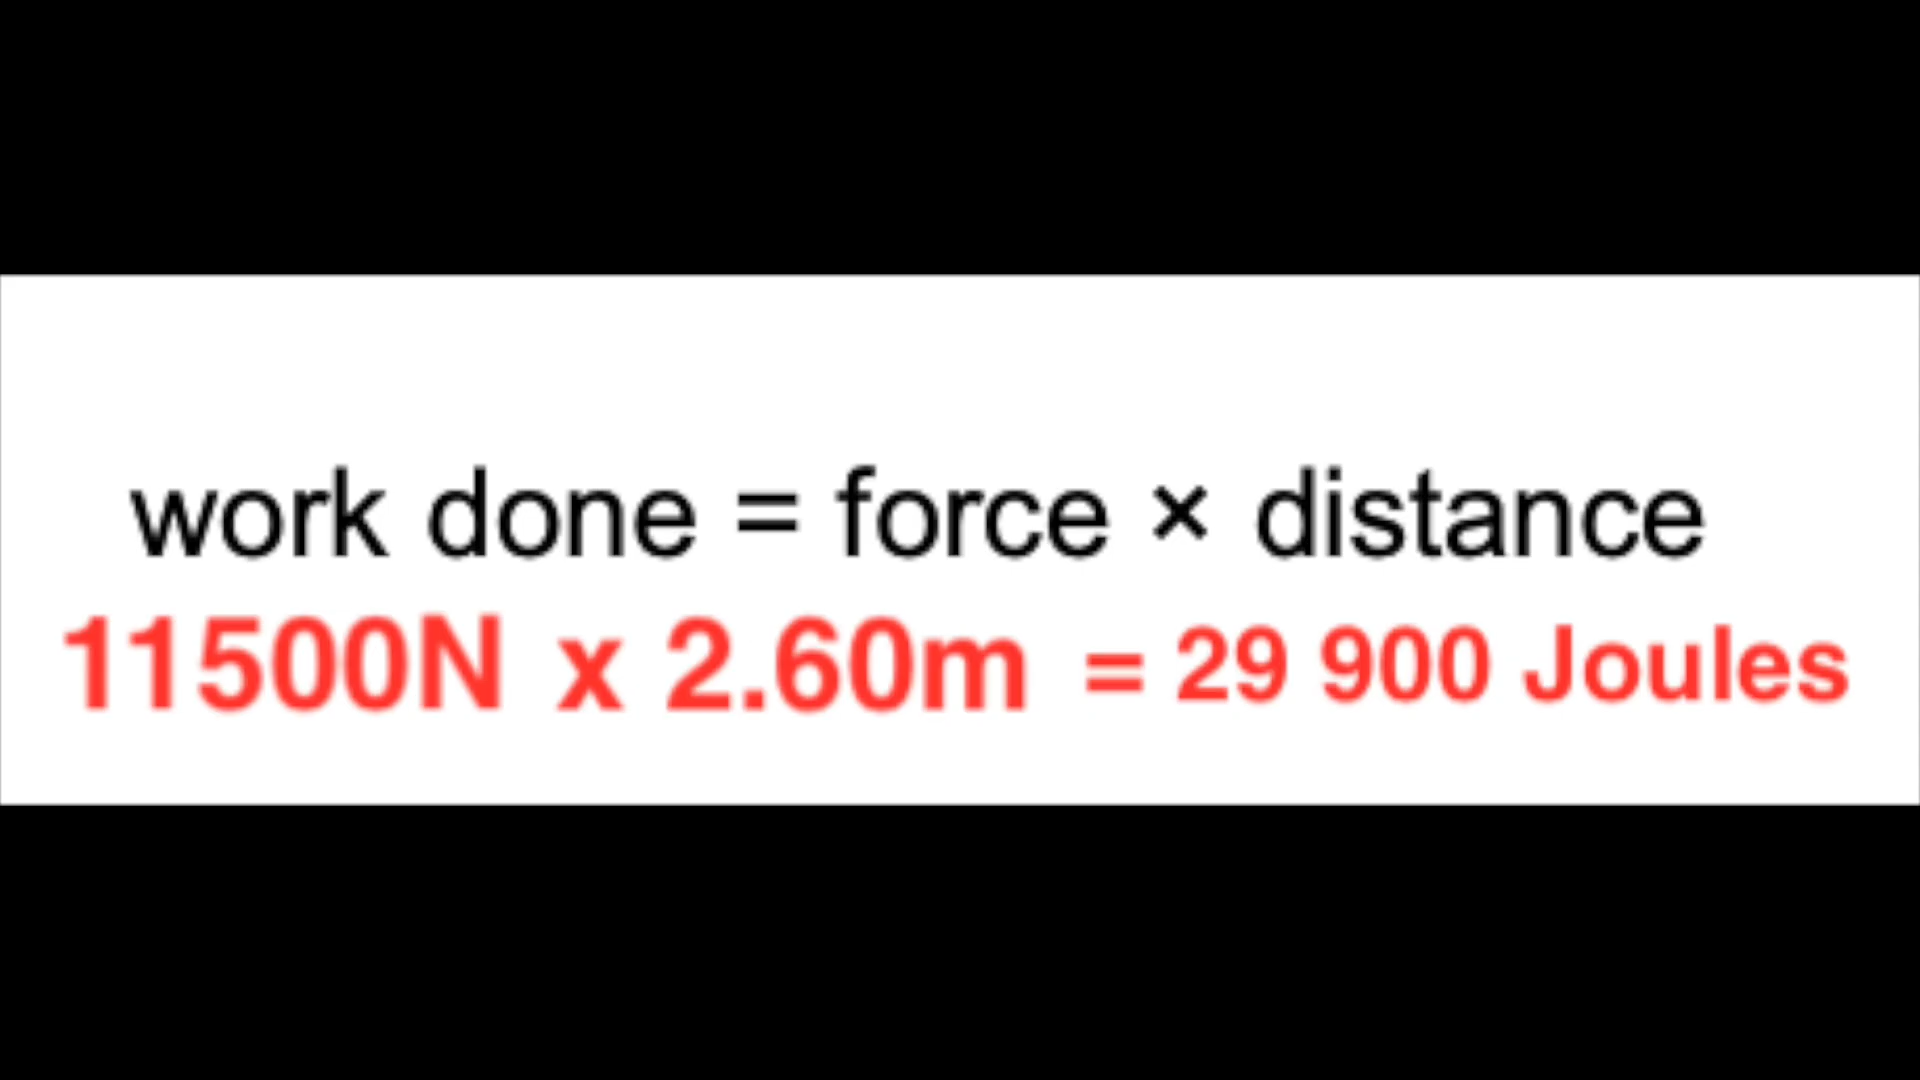 work done = force × distance
11500N x 2.60m = 29 900 Joules